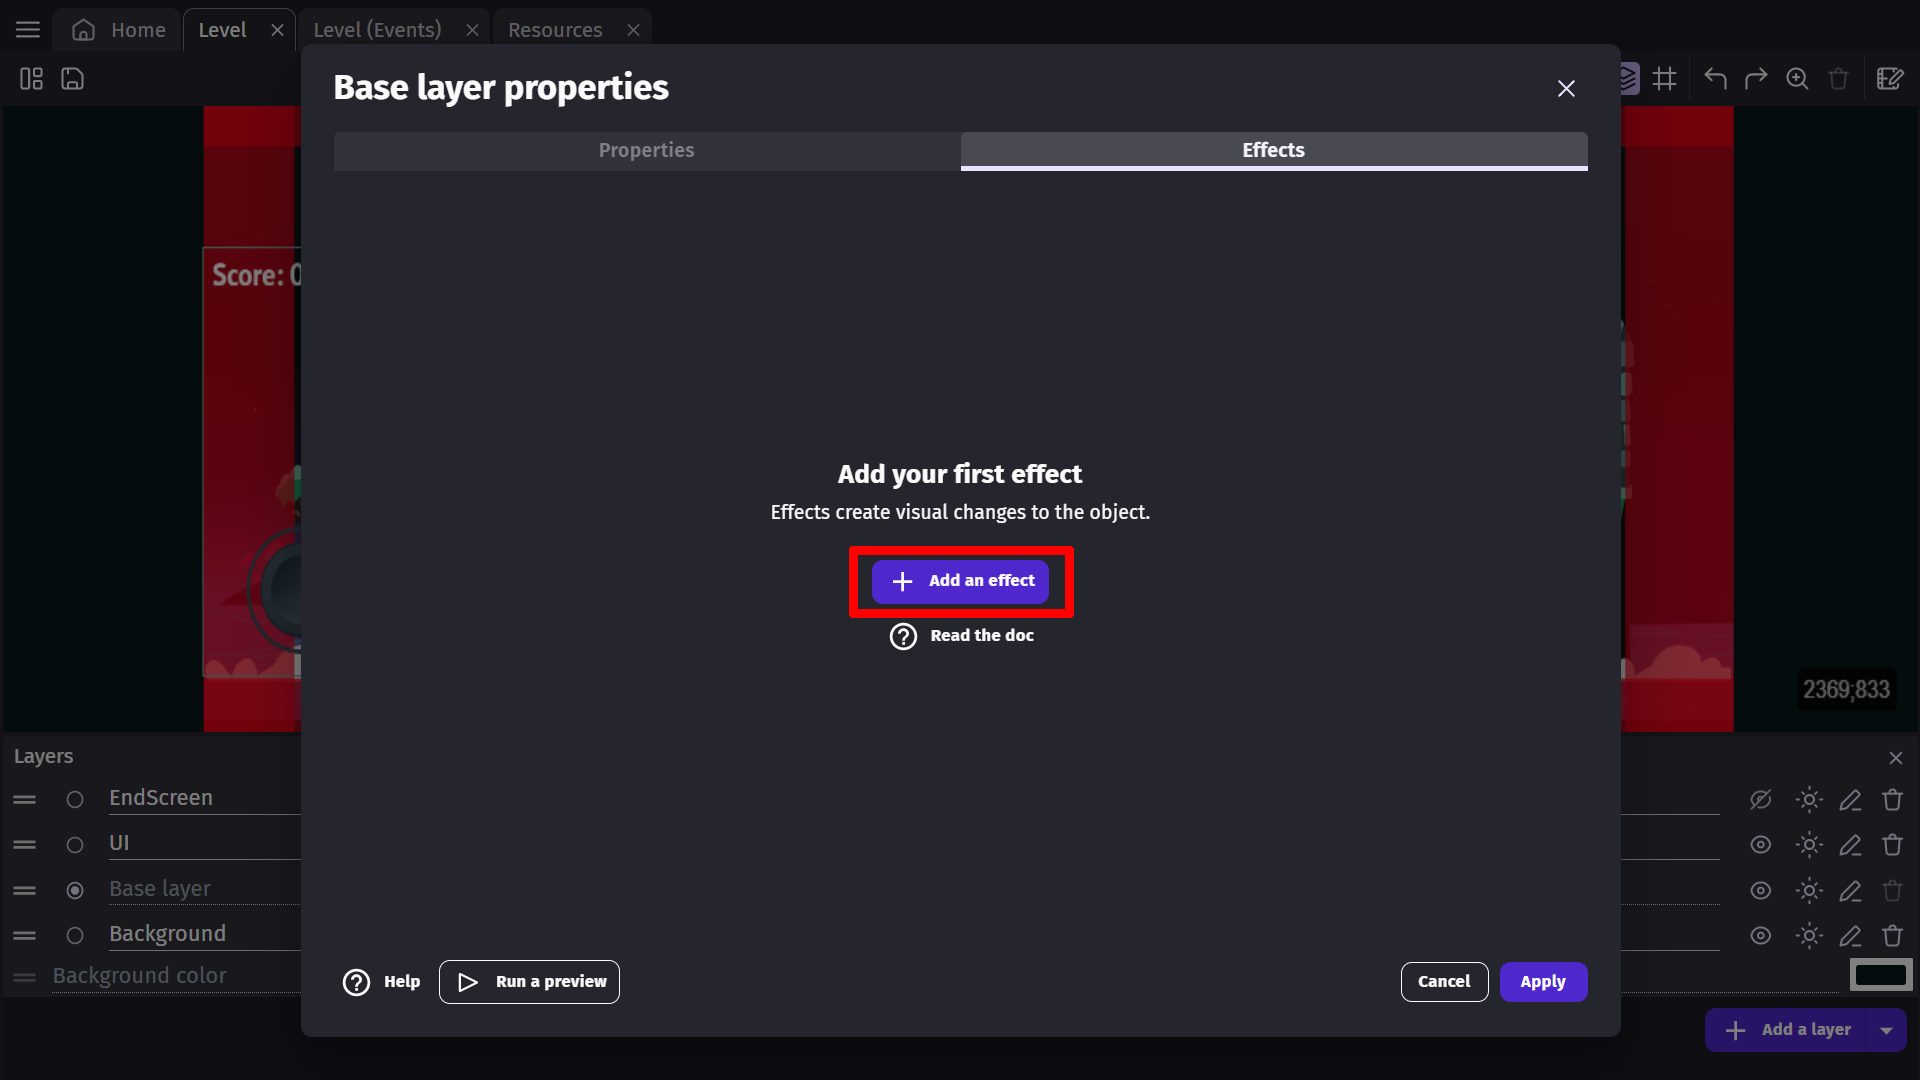 Home
Level
Level (Events)
Resources
Base layer properties
Properties
Effects
Score: 0
Add your first effect
Effects create visual changes to the object.
Add an effect
Read the doc
2369;833
Layers
EndScreen
UI
Base layer
Background
Background color
Help
Run a preview
Cancel
Apply
Add a layer